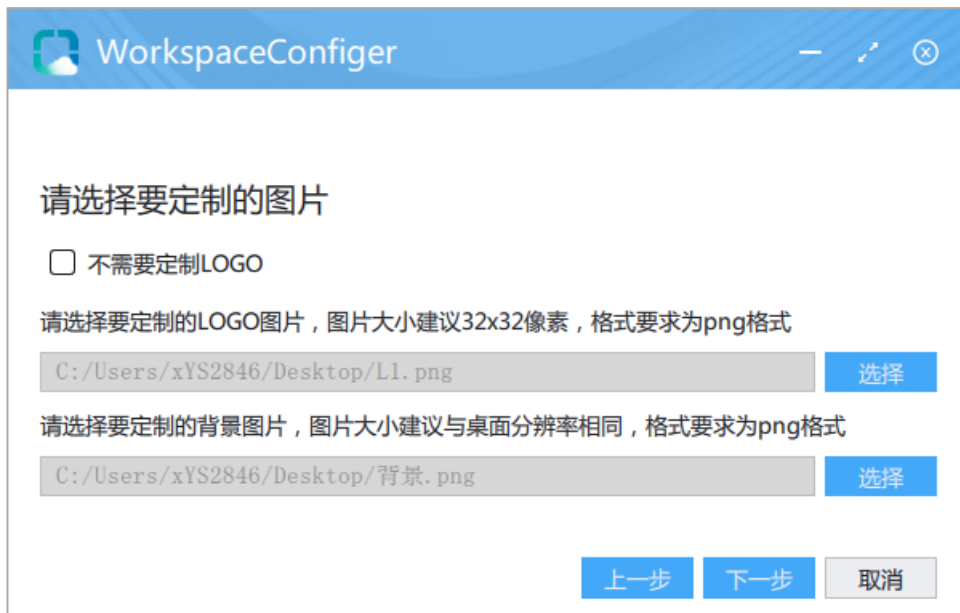 WorkspaceConfiger
请选择要定制的图片
不需要定制LOGO
请选择要定制的LOGO图片，图片大小建议32x32像素，格式要求为png格式
C:/Users/xYS2846/Desktop/L1.png
选择
请选择要定制的背景图片，图片大小建议与桌面分辨率相同，格式要求为png格式
C:/Users/xYS2846/Desktop/背景.png
选择
上一步
下一步
取消